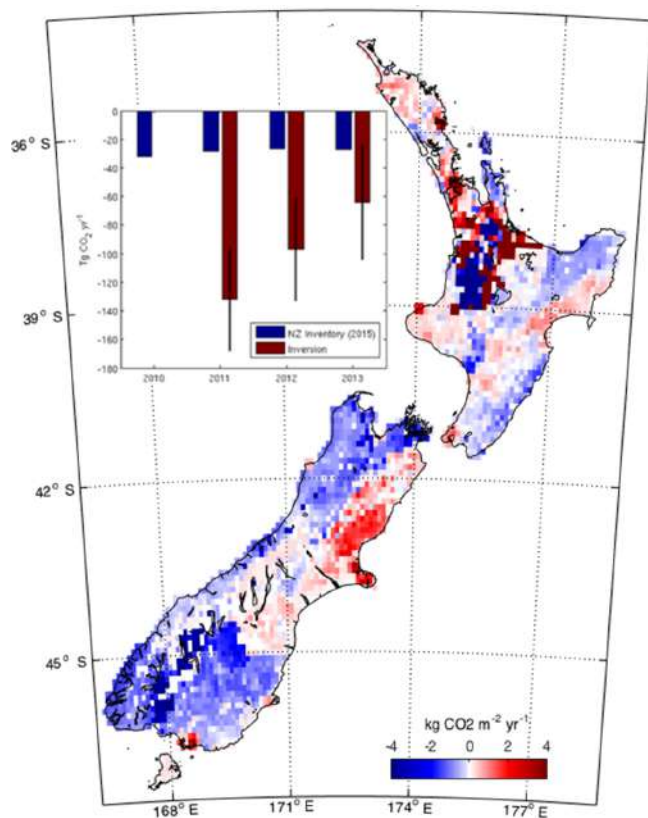 0
-20
-40
-60
-80
-100
-120
-140
-160
-180
Tg CO2 yr-1
2010 2011 2012 2013
NZ Inventory (2015)
Inversion
36° S
39° S
42° S
45° S
kg CO2 m-2 yr-1
-4 -2 0 2 4
168° E 171° E 174° E 177° E